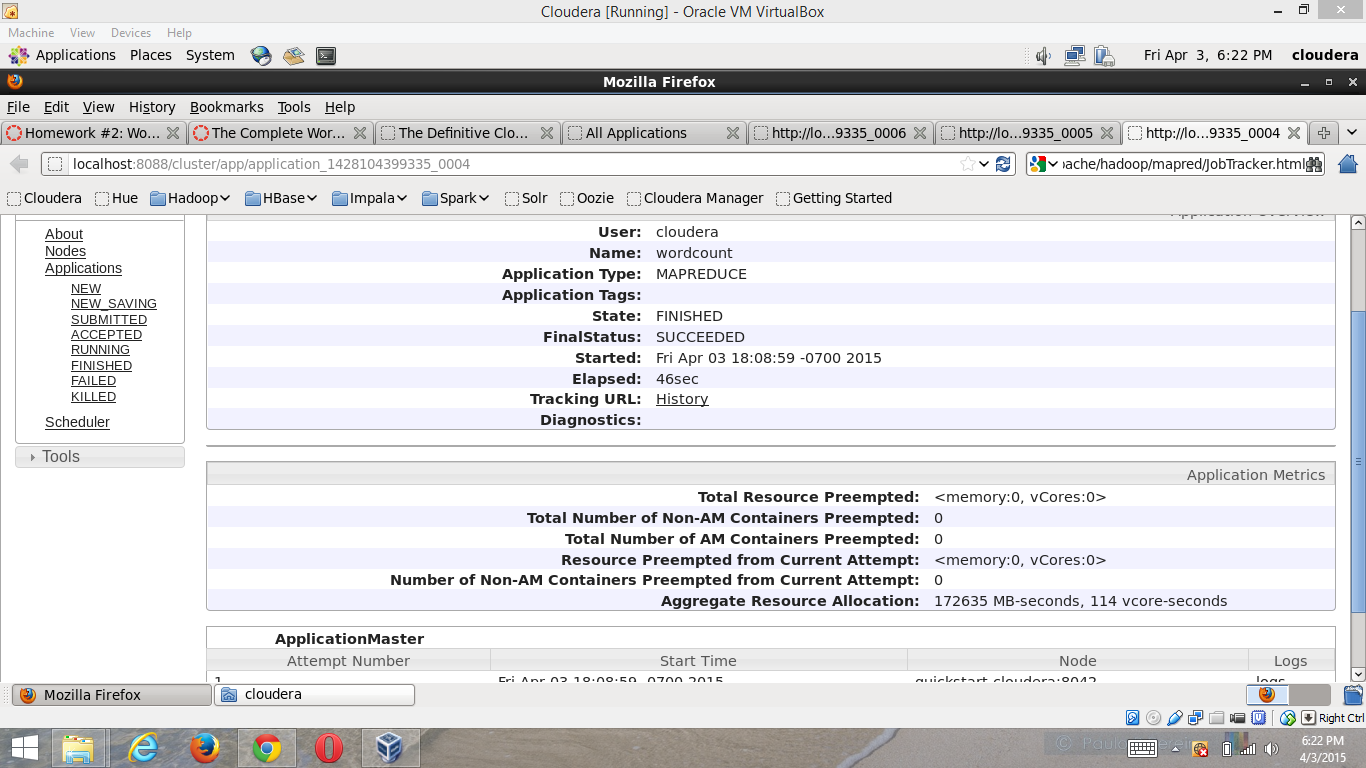 Cloudera [Running] - Oracle VM VirtualBox
Machine View Devices Help
Applications Places System Fri Apr 3, 6:22 PM cloudera
Mozilla Firefox
File Edit View History Bookmarks Tools Help
Homework #2: Wo... The Complete Wor... The Definitive Clo... All Applications http://lo...9335_0006 http://lo...9335_0005 http://lo...9335_0004
localhost:8088/cluster/app/application_1428104399335_0004 ache/hadoop/mapred/JobTracker.html
Cloudera Hue Hadoop HBase Impala Spark Solr Oozie Cloudera Manager Getting Started
Application Overview
About
Nodes
Applications
NEW
NEW_SAVING
SUBMITTED
ACCEPTED
RUNNING
FINISHED
FAILED
KILLED
Scheduler
Tools
User: cloudera
Name: wordcount
Application Type: MAPREDUCE
Application Tags:
State: FINISHED
FinalStatus: SUCCEEDED
Started: Fri Apr 03 18:08:59 -0700 2015
Elapsed: 46sec
Tracking URL: History
Diagnostics:
Application Metrics
Total Resource Preempted: <memory:0, vCores:0>
Total Number of Non-AM Containers Preempted: 0
Total Number of AM Containers Preempted: 0
Resource Preempted from Current Attempt: <memory:0, vCores:0>
Number of Non-AM Containers Preempted from Current Attempt: 0
Aggregate Resource Allocation: 172635 MB-seconds, 114 vcore-seconds
ApplicationMaster
Attempt Number Start Time Node Logs
1 Fri Apr 03 18:08:59 -0700 2015 quickstart.cloudera:8042 logs
Mozilla Firefox cloudera
Right Ctrl
6:22 PM
4/3/2015